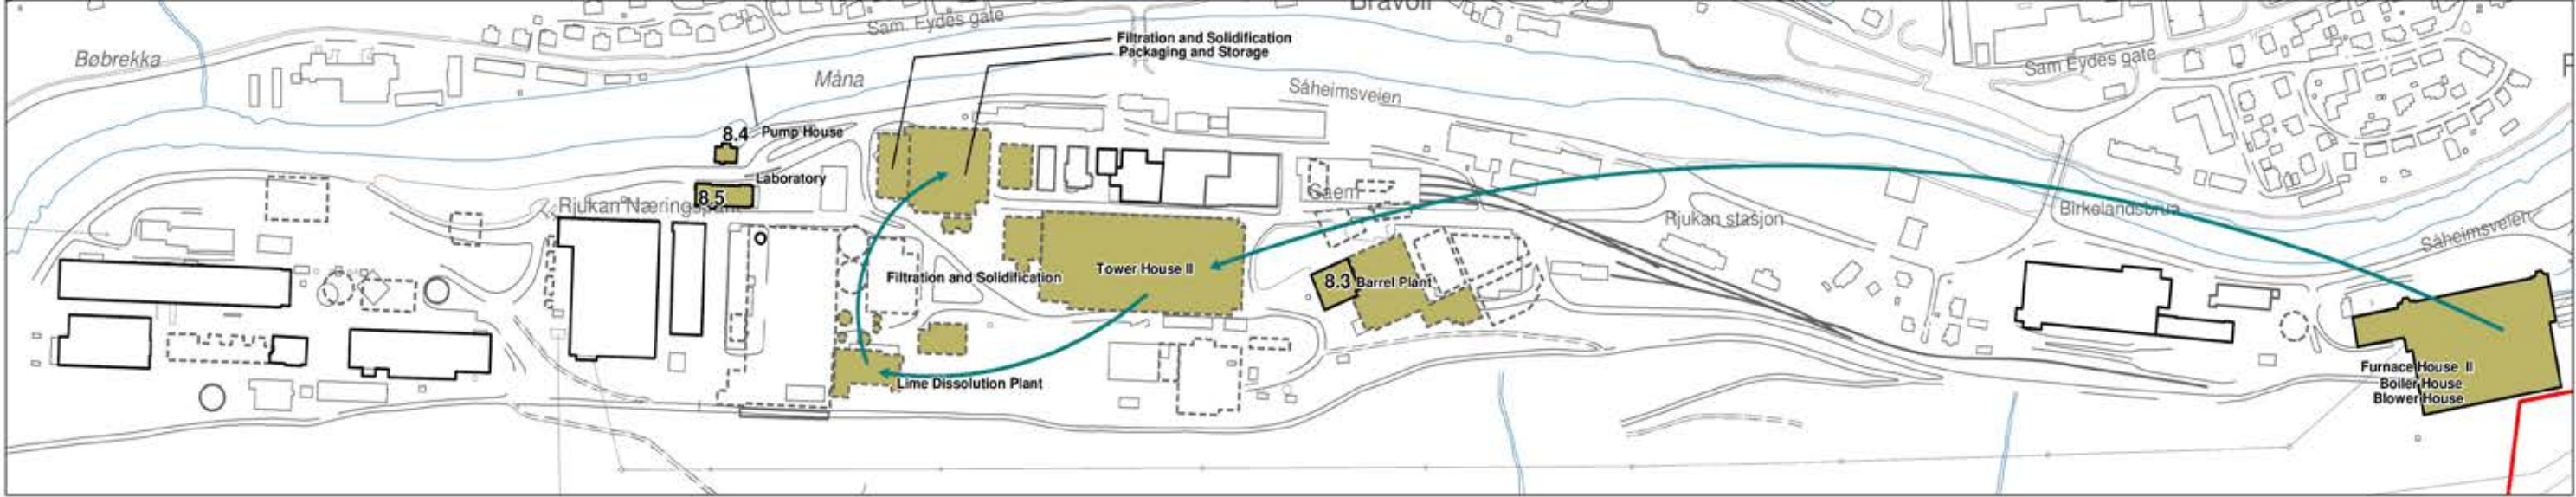 Bravoll
Sam. Eydes gate
Filtration and Solidification
Packaging and Storage
Bøbrekka
Måna
Såheimsveien
Sam Eydes gate
8.4 Pump House
Laboratory
8.5
Rjukan Næringspark
Gaem
Rjukan stasjon
Birkelandsbrua
Såheimsveien
Filtration and Solidification
Tower House II
8.3 Barrel Plant
Lime Dissolution Plant
Furnace House II
Boiler House
Blower House